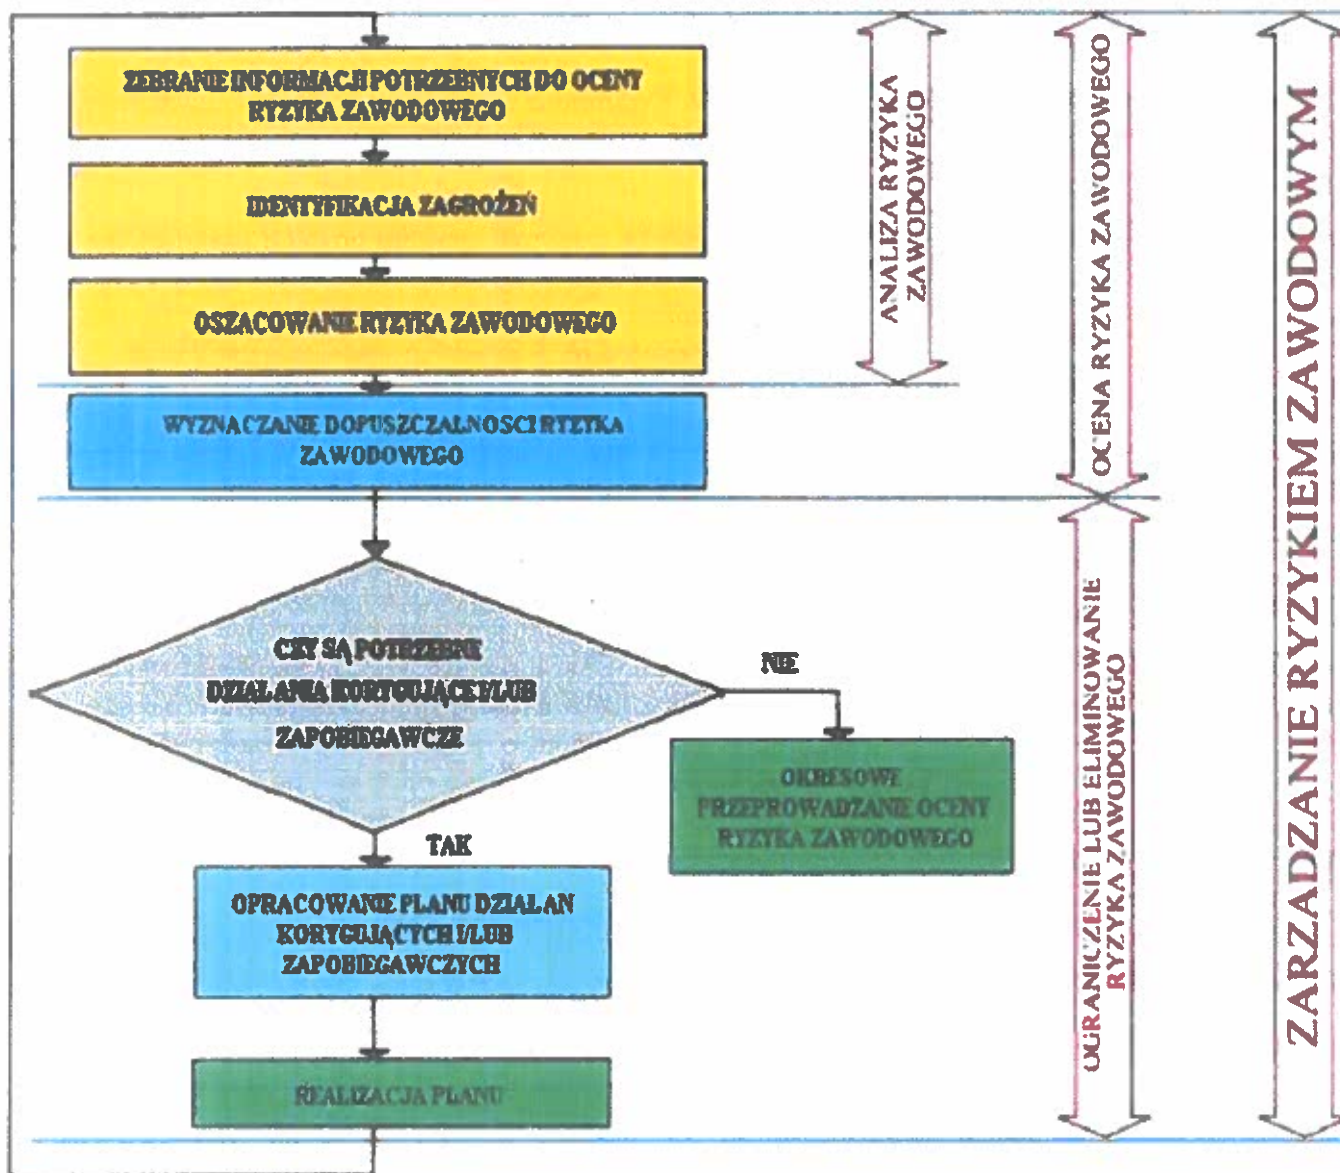 ZEBRANIE INFORMACJI POTRZEBNYCH DO OCENY
RYZYKA ZAWODOWEGO
IDENTYFIKACJA ZAGROŻEŃ
OSZACOWANIE RYZYKA ZAWODOWEGO
WYZNACZANIE DOPUSZCZALNOSCI RYZYKA
ZAWODOWEGO
CZY SĄ POTRZEBNE
DZIAŁANIA KORYGUJĄCE I/LUB
ZAPOBIEGAWCZE
NIE
OKRESOWE
PRZEPROWADZANIE OCENY
RYZYKA ZAWODOWEGO
TAK
OPRACOWANIE PLANU DZIALAN
KORYGUJĄCYCH I/LUB
ZAPOBIEGAWCZYCH
REALIZACJA PLANU
ANALIZA RYZYKA
ZAWODOWEGO
OCENA RYZYKA ZAWODOWEGO
OGRANICZENIE LUB ELIMINOWANIE
RYZYKA ZAWODOWEGO
ZARZADZANIE RYZYKIEM ZAWODOWYM